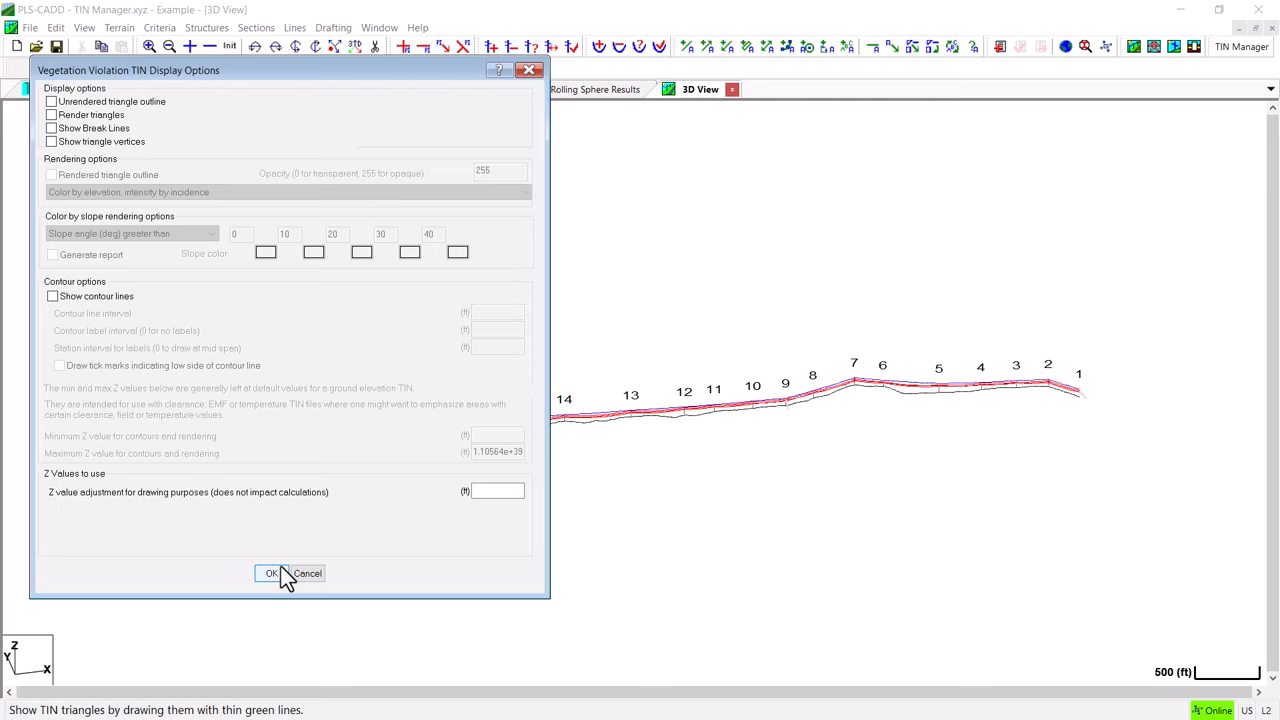 PLS-CADD - TIN Manager.xyz - Example - [3D View]
File Edit View Terrain Criteria Structures Sections Lines Drafting Window Help
Init
TIN Manager
Vegetation Violation TIN Display Options
Rolling Sphere Results
3D View
Display options
Unrendered triangle outline
Render triangles
Show Break Lines
Show triangle vertices
Rendering options
Rendered triangle outline Opacity (0 for transparent, 255 for opaque) 255
Color by elevation, intensity by incidence
Color by slope rendering options
Slope angle (deg) greater than 0 10 20 30 40
Generate report Slope color
Contour options
Show contour lines
Contour line interval (ft)
Contour label interval (0 for no labels) (ft)
Station interval for labels (0 to draw at mid span) (ft)
Draw tick marks indicating low side of contour line
The min and max Z values below are generally left at default values for a ground elevation TIN.
They are intended for use with clearance, EMF or temperature TIN files where one might want to emphasize areas with
certain clearance, field or temperature values.
Minimum Z value for contours and rendering (ft)
Maximum Z value for contours and rendering (ft) 1.10564e+39
Z Values to use
Z value adjustment for drawing purposes (does not impact calculations) (ft)
OK Cancel
14 13 12 11 10 9 8 7 6 5 4 3 2 1
Z
Y
X
500 (ft)
Show TIN triangles by drawing them with thin green lines.
Online US L2